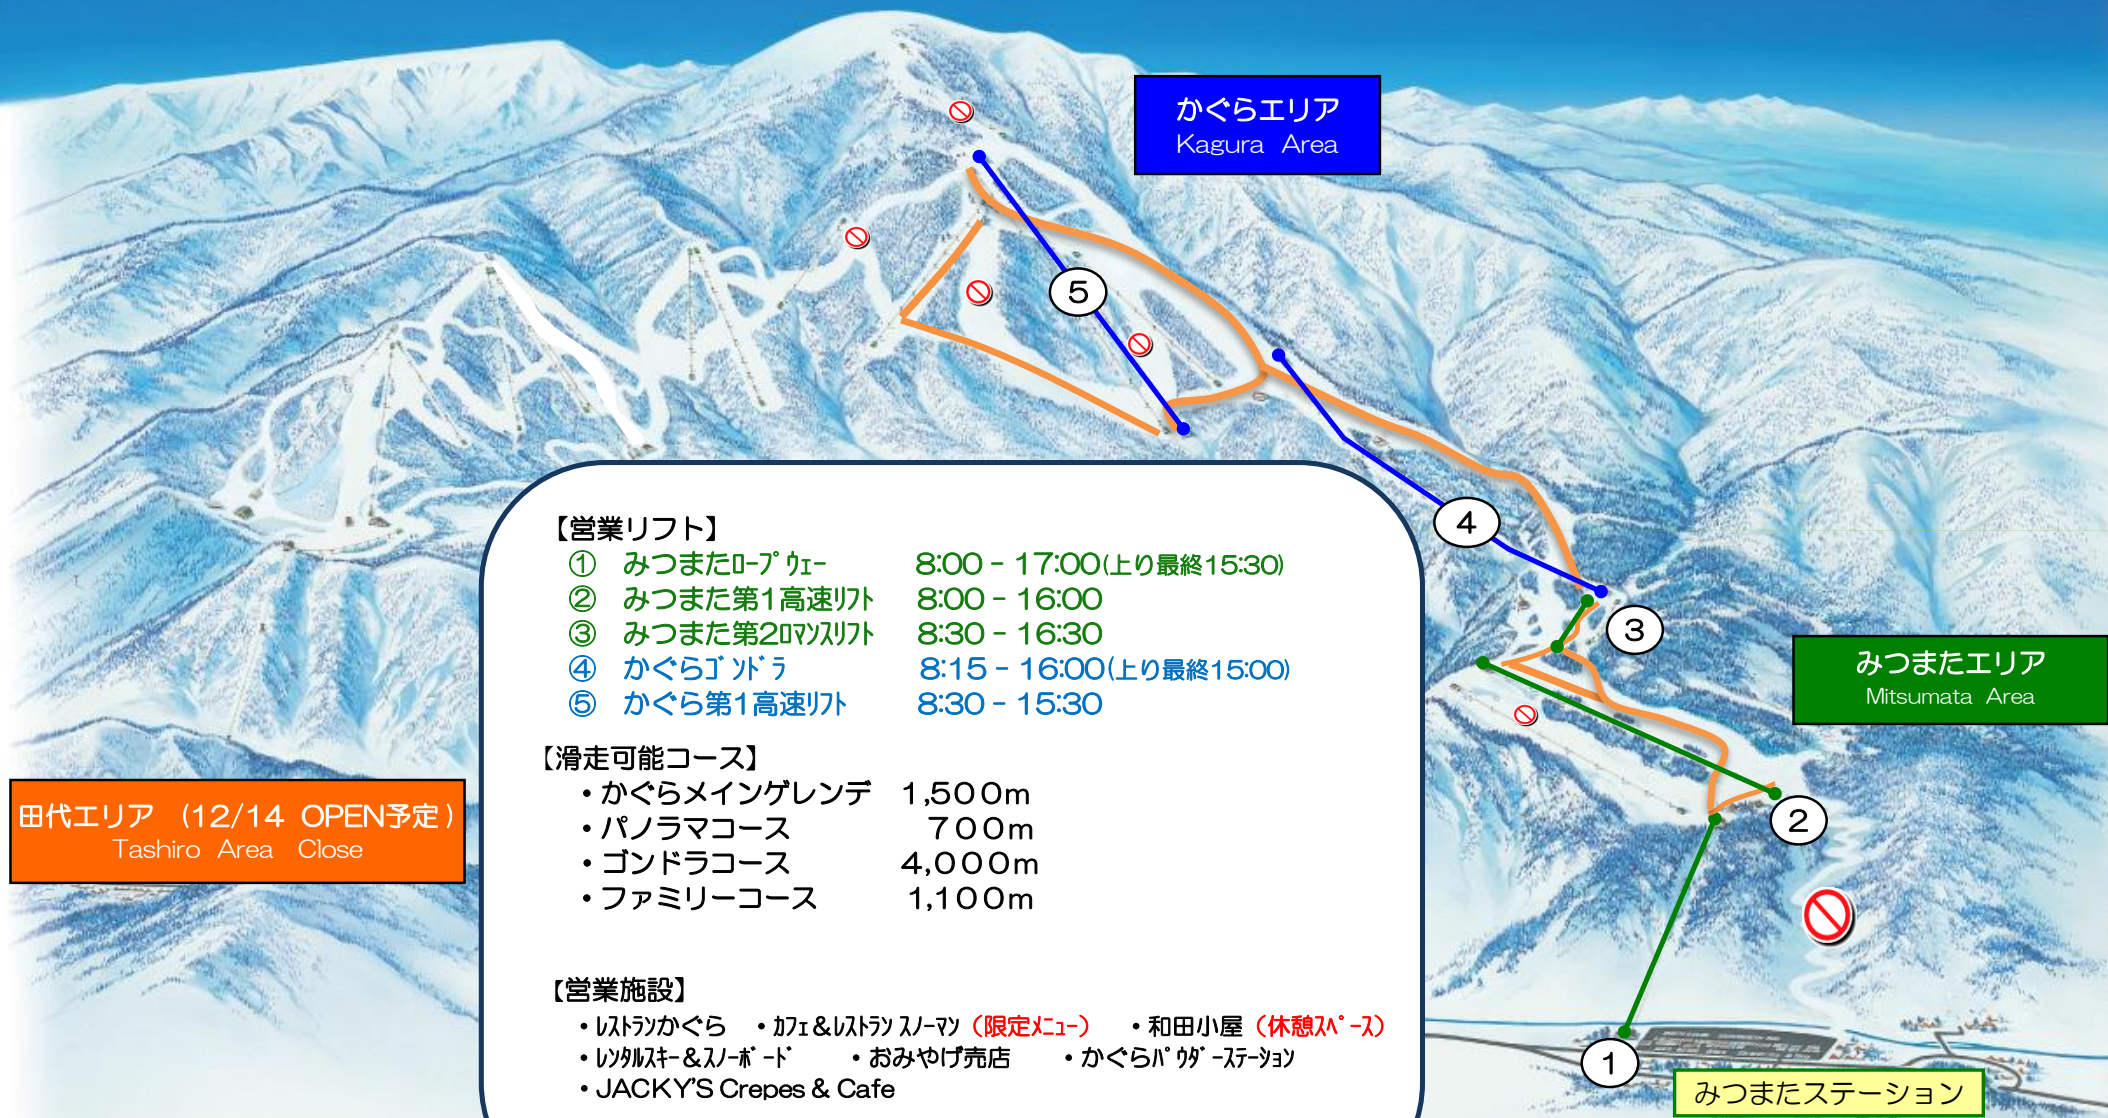 かぐらエリア
Kagura Area
⑤
④
【営業リフト】
① みつまたﾛｰﾌﾟｳｪｰ 8:00 - 17:00(上り最終15:30)
② みつまた第1高速ﾘﾌﾄ 8:00 - 16:00
③ みつまた第2ﾛﾏﾝｽﾘﾌﾄ 8:30 - 16:30
④ かぐらｺﾞﾝﾄﾞﾗ 8:15 - 16:00(上り最終15:00)
⑤ かぐら第1高速ﾘﾌﾄ 8:30 - 15:30
③
みつまたエリア
Mitsumata Area
【滑走可能コース】
・かぐらメインゲレンデ 1,500m
・パノラマコース 700m
・ゴンドラコース 4,000m
・ファミリーコース 1,100m
田代エリア (12/14 OPEN予定)
Tashiro Area Close
②
【営業施設】
・ﾚｽﾄﾗﾝかぐら ・ｶﾌｪ&ﾚｽﾄﾗﾝ ｽﾉｰﾏﾝ (限定ﾒﾆｭｰ) ・和田小屋 (休憩ｽﾍﾟｰｽ)
・ﾚﾝﾀﾙｽｷｰ&ｽﾉｰﾎﾞｰﾄﾞ ・おみやげ売店 ・かぐらﾊﾟｳﾀﾞｰｽﾃｰｼｮﾝ
・JACKY'S Crepes & Cafe
①
みつまたステーション